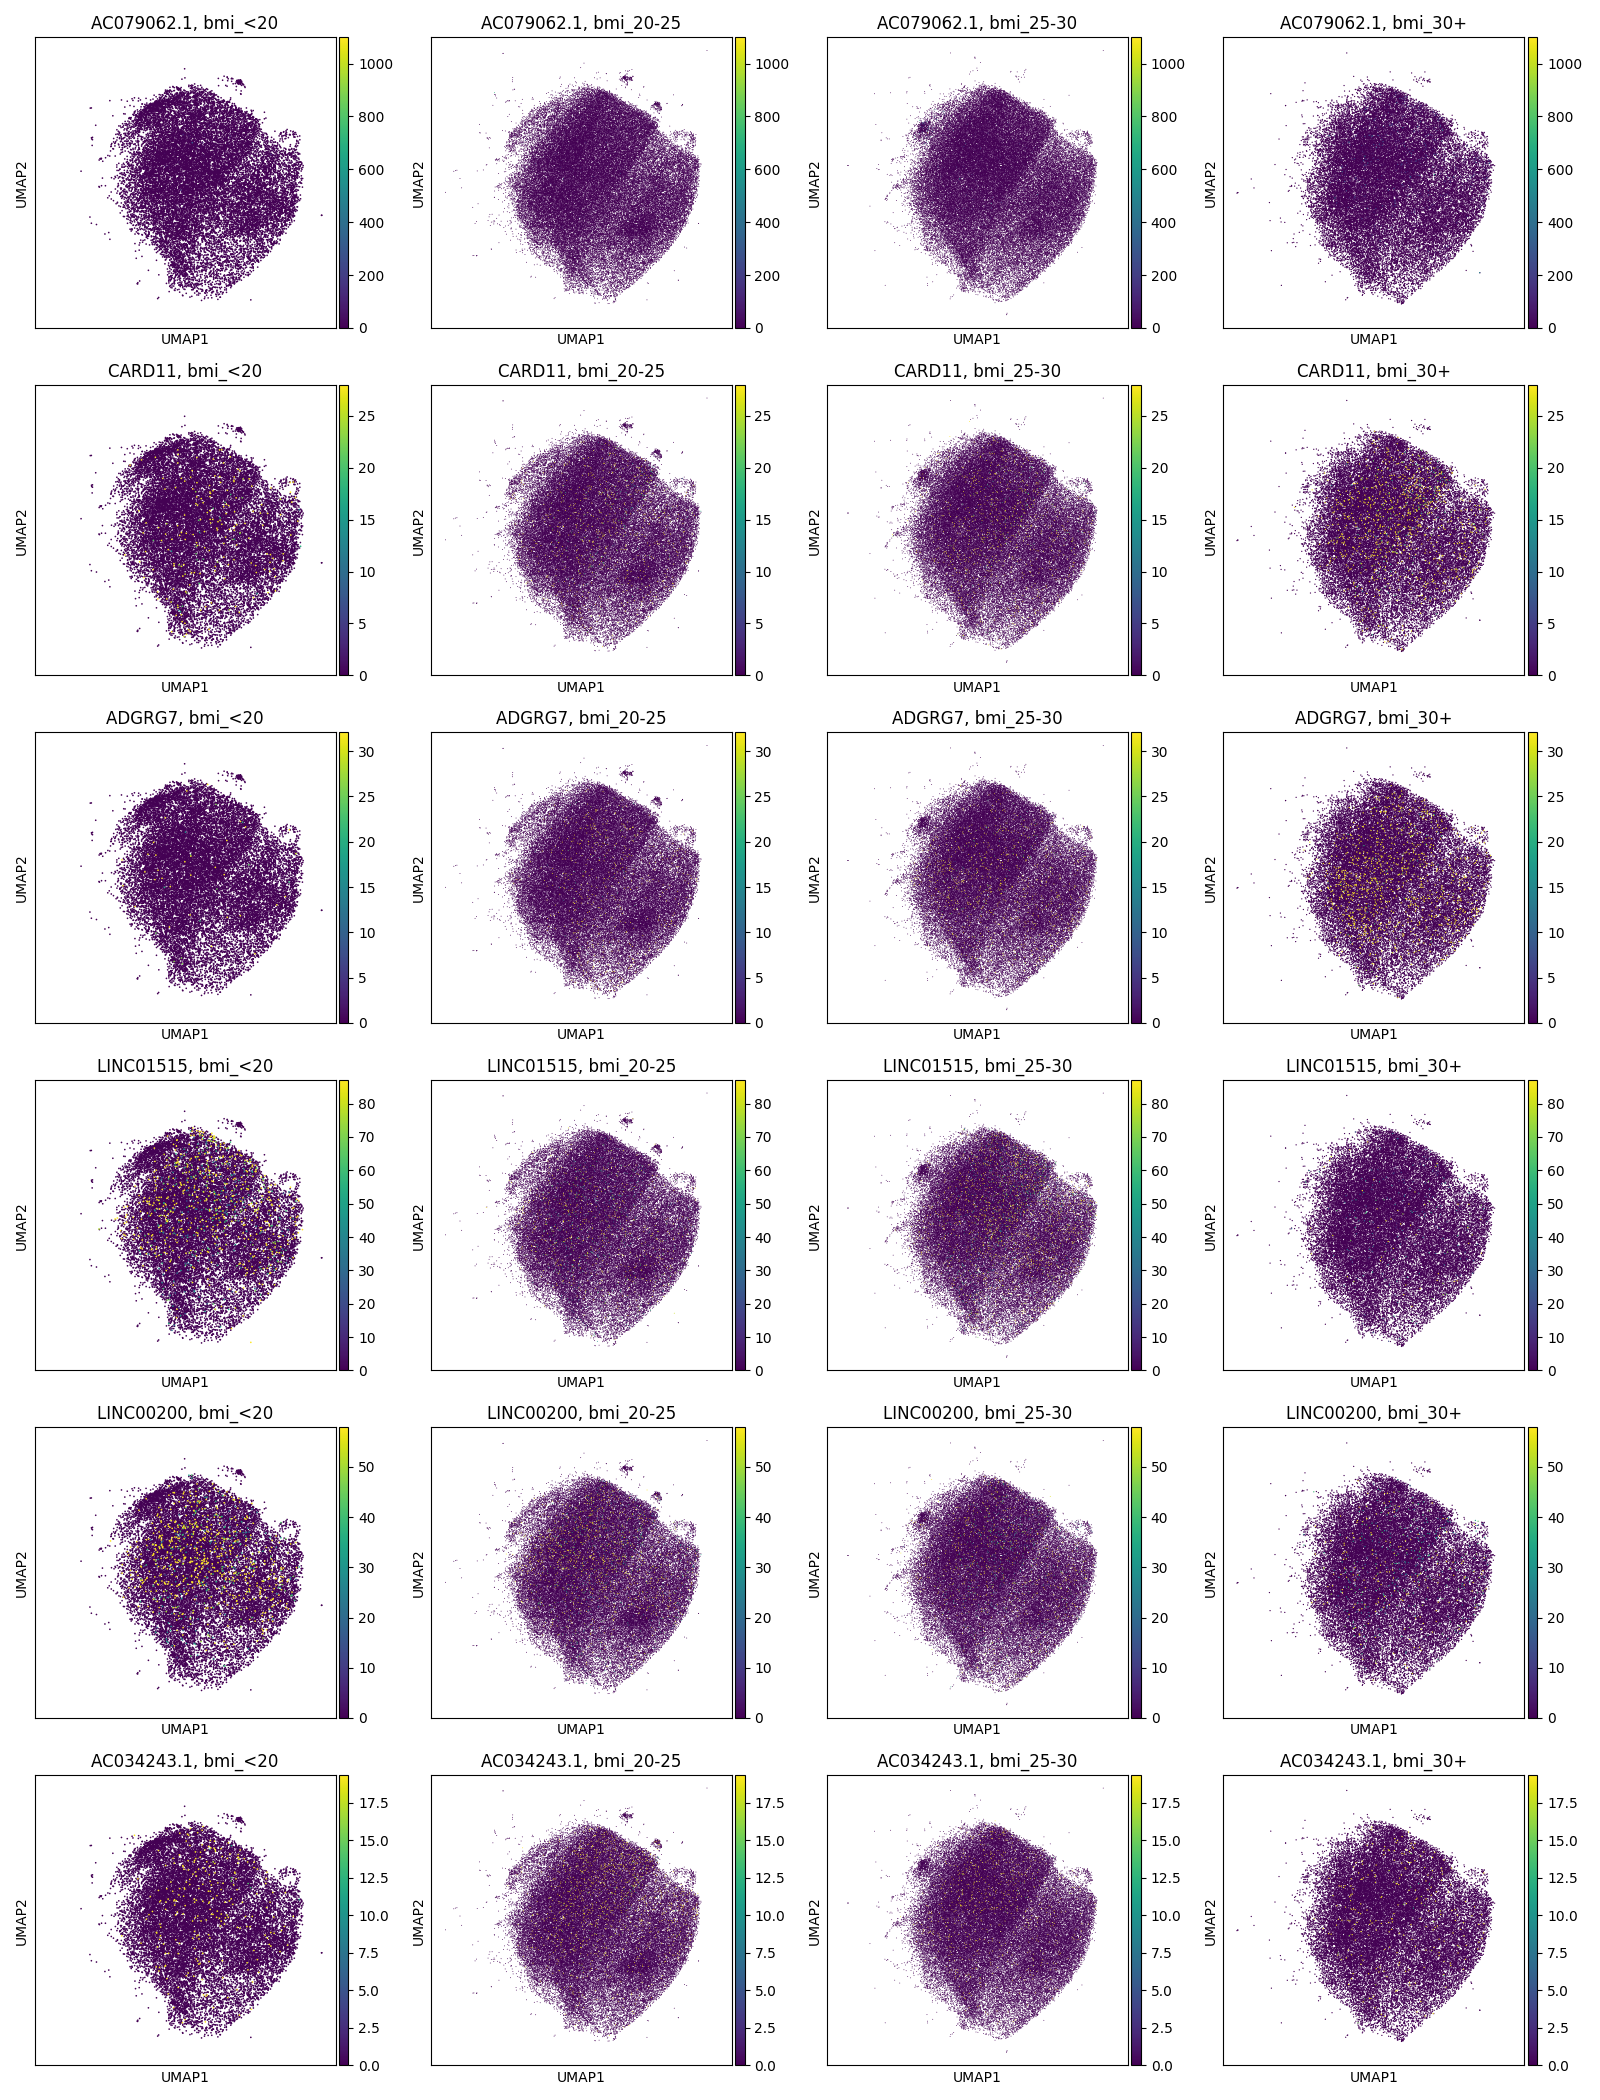 AC079062.1, bmi_<20
AC079062.1, bmi_20-25
AC079062.1, bmi_25-30
AC079062.1, bmi_30+
UMAP2
1000
800
600
400
200
0
UMAP1
UMAP2
1000
800
600
400
200
0
UMAP1
UMAP2
1000
800
600
400
200
0
UMAP1
UMAP2
1000
800
600
400
200
0
UMAP1
CARD11, bmi_<20
CARD11, bmi_20-25
CARD11, bmi_25-30
CARD11, bmi_30+
UMAP2
25
20
15
10
5
0
UMAP1
UMAP2
25
20
15
10
5
0
UMAP1
UMAP2
25
20
15
10
5
0
UMAP1
UMAP2
25
20
15
10
5
0
UMAP1
ADGRG7, bmi_<20
ADGRG7, bmi_20-25
ADGRG7, bmi_25-30
ADGRG7, bmi_30+
UMAP2
30
25
20
15
10
5
0
UMAP1
UMAP2
30
25
20
15
10
5
0
UMAP1
UMAP2
30
25
20
15
10
5
0
UMAP1
UMAP2
30
25
20
15
10
5
0
UMAP1
LINC01515, bmi_<20
LINC01515, bmi_20-25
LINC01515, bmi_25-30
LINC01515, bmi_30+
UMAP2
80
70
60
50
40
30
20
10
0
UMAP1
UMAP2
80
70
60
50
40
30
20
10
0
UMAP1
UMAP2
80
70
60
50
40
30
20
10
0
UMAP1
UMAP2
80
70
60
50
40
30
20
10
0
UMAP1
LINC00200, bmi_<20
LINC00200, bmi_20-25
LINC00200, bmi_25-30
LINC00200, bmi_30+
UMAP2
50
40
30
20
10
0
UMAP1
UMAP2
50
40
30
20
10
0
UMAP1
UMAP2
50
40
30
20
10
0
UMAP1
UMAP2
50
40
30
20
10
0
UMAP1
AC034243.1, bmi_<20
AC034243.1, bmi_20-25
AC034243.1, bmi_25-30
AC034243.1, bmi_30+
UMAP2
17.5
15.0
12.5
10.0
7.5
5.0
2.5
0.0
UMAP1
UMAP2
17.5
15.0
12.5
10.0
7.5
5.0
2.5
0.0
UMAP1
UMAP2
17.5
15.0
12.5
10.0
7.5
5.0
2.5
0.0
UMAP1
UMAP2
17.5
15.0
12.5
10.0
7.5
5.0
2.5
0.0
UMAP1